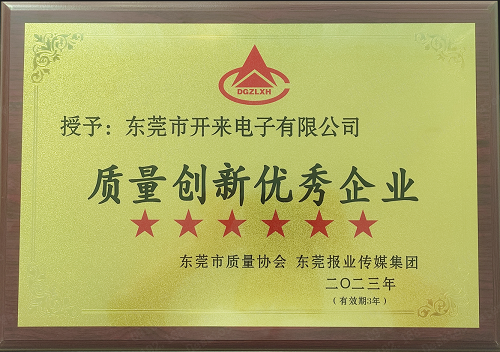 DGZLXH
授予：东莞市开来电子有限公司
质量创新优秀企业
东莞市质量协会 东莞报业传媒集团
二〇二三年
（有效期3年）